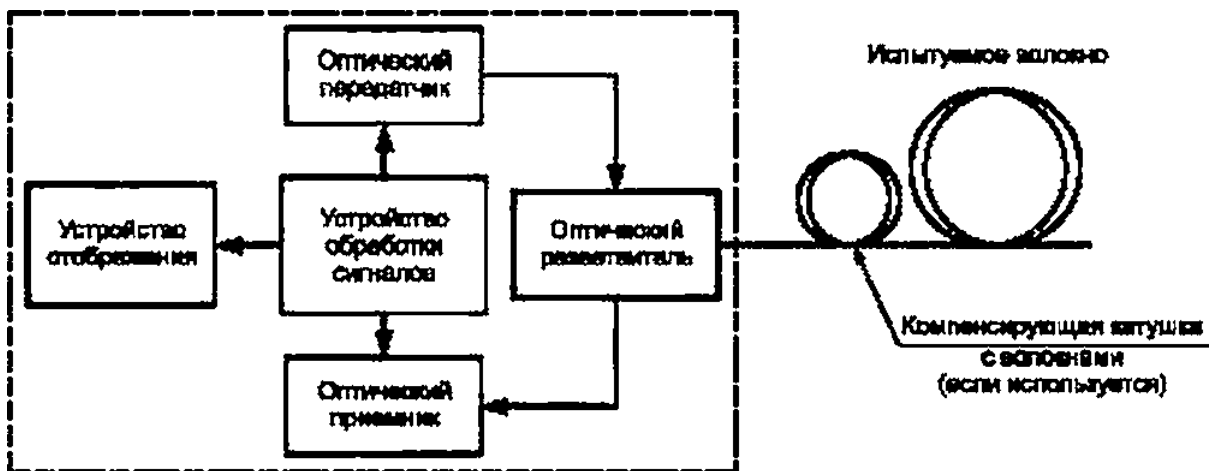 Оптический
передатчик
Испытуемое волокно
Устройство
отображения
Устройство
обработки
сигналов
Оптический
разветвитель
Компенсирующая катушка
с волокнами
(если используется)
Оптический
приемник